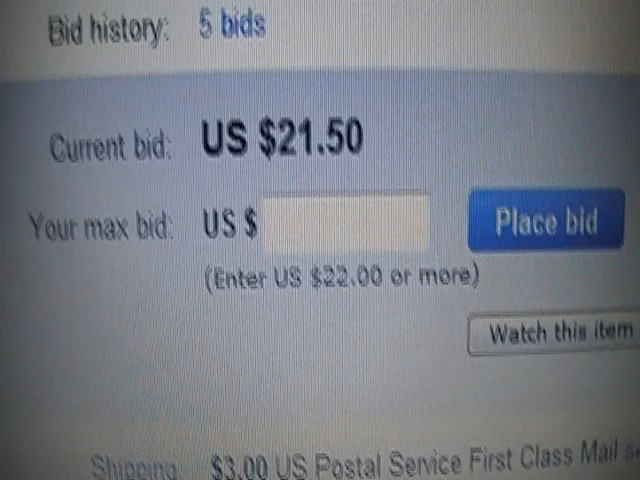 Bid history: 5 bids
Current bid: US $21.50
Your max bid: US $
Place bid
(Enter US $22.00 or more)
Watch this item
Shipping: $3.00 US Postal Service First Class Mail